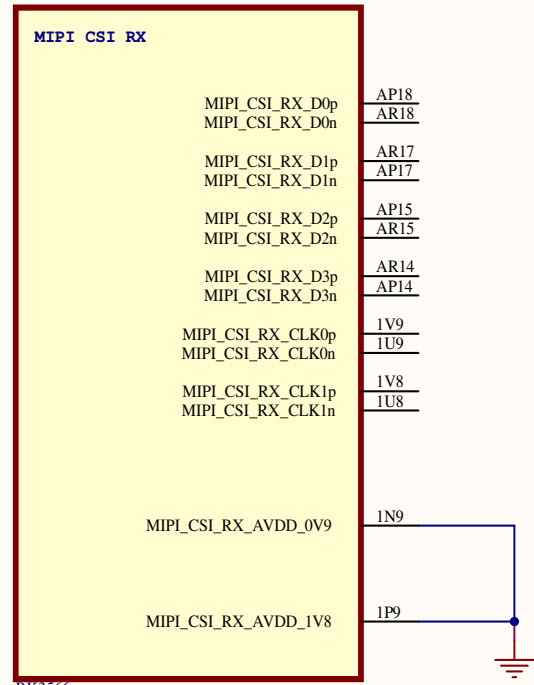 MIPI CSI RX
MIPI_CSI_RX_D0p AP18
MIPI_CSI_RX_D0n AR18
MIPI_CSI_RX_D1p AR17
MIPI_CSI_RX_D1n AP17
MIPI_CSI_RX_D2p AP15
MIPI_CSI_RX_D2n AR15
MIPI_CSI_RX_D3p AR14
MIPI_CSI_RX_D3n AP14
MIPI_CSI_RX_CLK0p 1V9
MIPI_CSI_RX_CLK0n 1U9
MIPI_CSI_RX_CLK1p 1V8
MIPI_CSI_RX_CLK1n 1U8
MIPI_CSI_RX_AVDD_0V9 1N9
MIPI_CSI_RX_AVDD_1V8 1P9